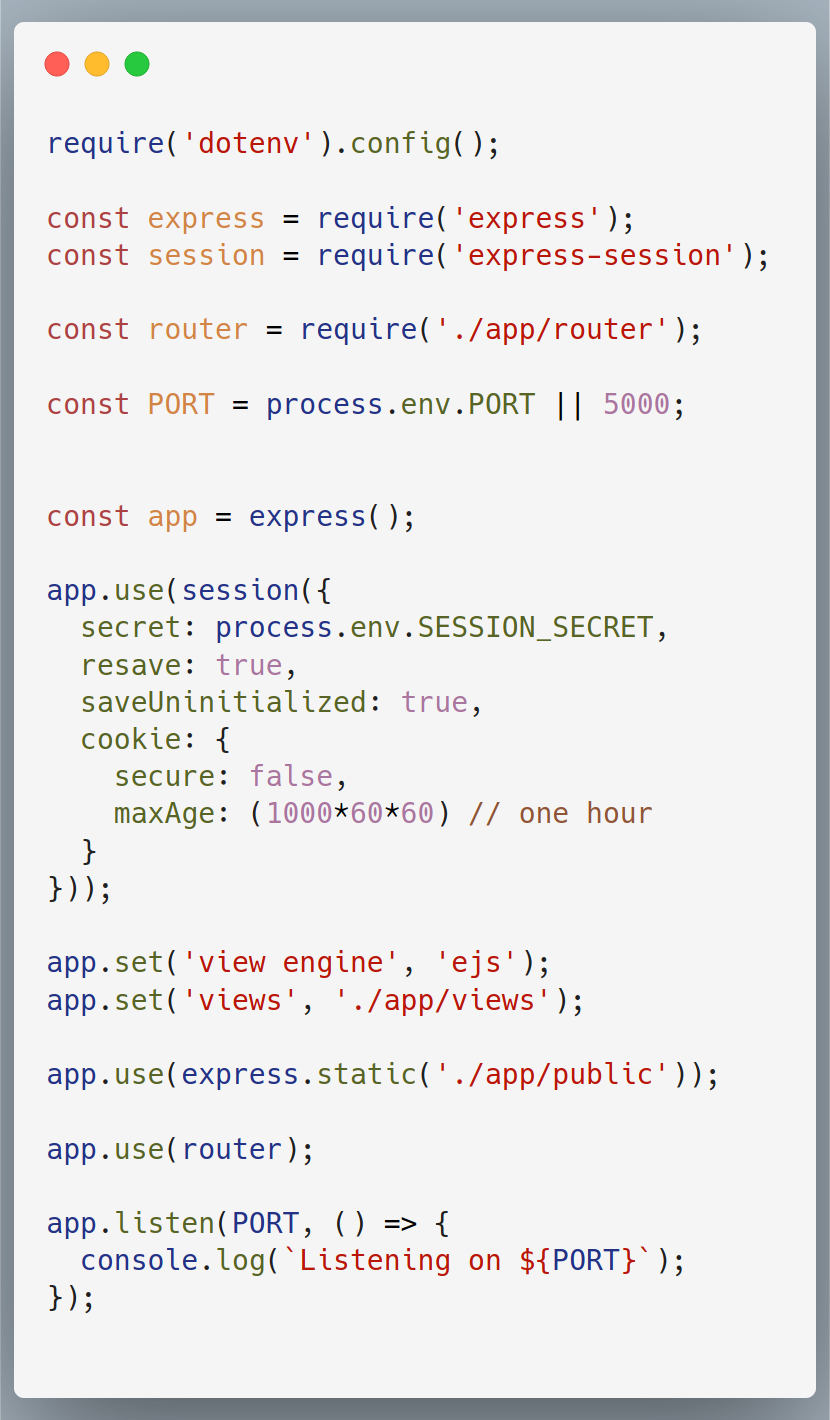 require('dotenv').config();

const express = require('express');
const session = require('express-session');

const router = require('./app/router');

const PORT = process.env.PORT || 5000;


const app = express();

app.use(session({
  secret: process.env.SESSION_SECRET,
  resave: true,
  saveUninitialized: true,
  cookie: {
    secure: false,
    maxAge: (1000*60*60) // one hour
  }
}));

app.set('view engine', 'ejs');
app.set('views', './app/views');

app.use(express.static('./app/public'));

app.use(router);

app.listen(PORT, () => {
  console.log(`Listening on ${PORT}`);
});